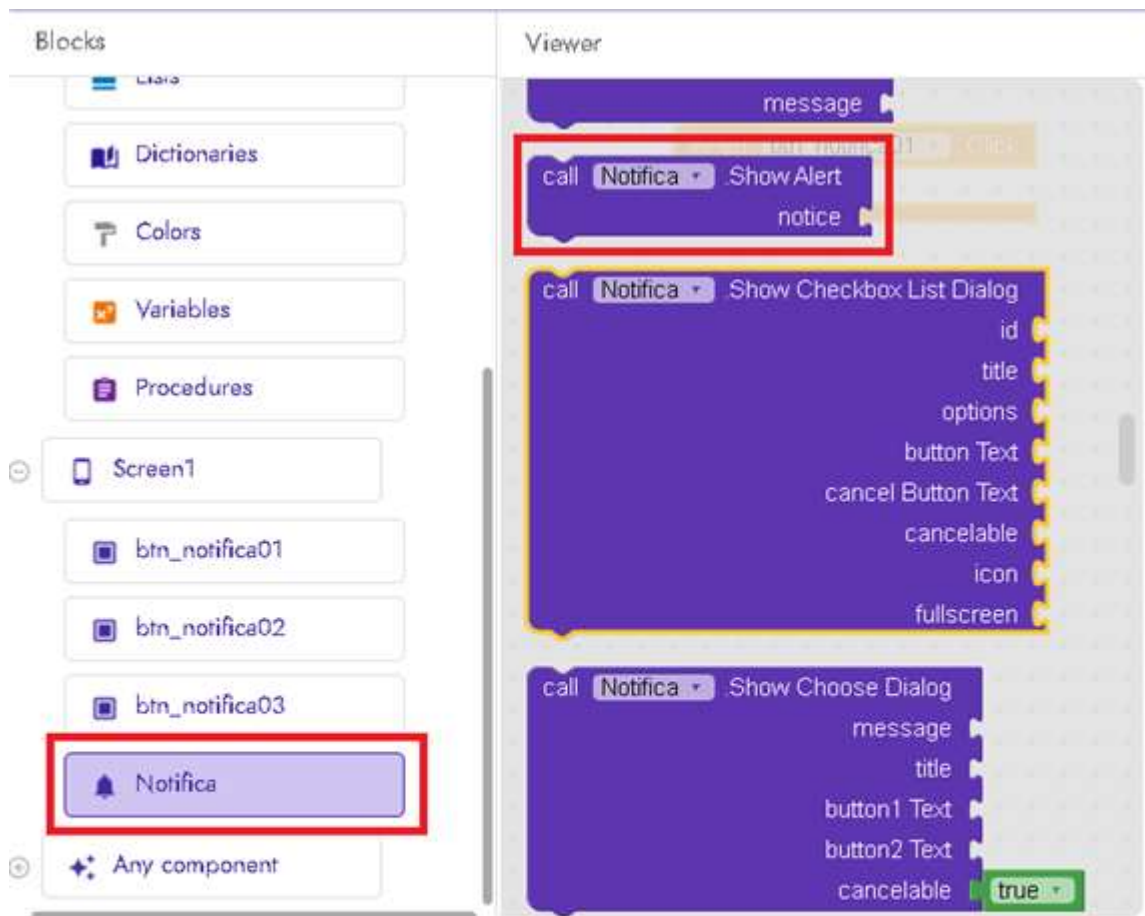 Blocks
Lists
Dictionaries
Colors
Variables
Procedures
Screen1
btn_notifica01
btn_notifica02
btn_notifica03
Notifica
Any component
Viewer
message
btn_notifica01
call Notifica .Show Alert
notice
call Notifica .Show Checkbox List Dialog
id
title
options
button Text
cancel Button Text
cancelable
icon
fullscreen
call Notifica .Show Choose Dialog
message
title
button1 Text
button2 Text
cancelable true